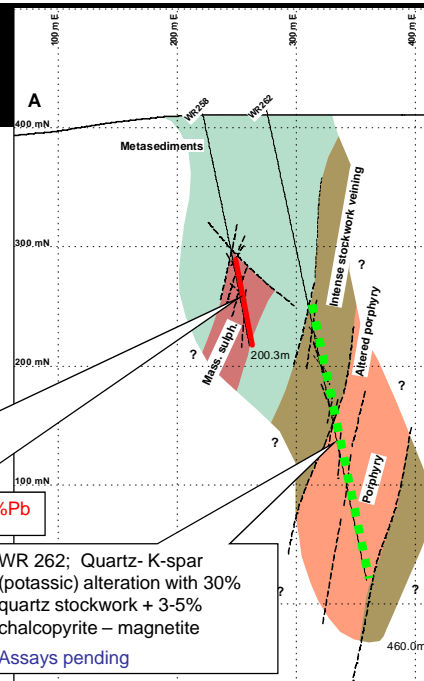 100 m E
200 m E
400 m E
A
WR258
WR262
400 mN
Metasediments
Intense stockwork veining
300 mN
?
Altered porphyry
Mass. sulph.
200.3m
?
200 mN
?
?
Porphyry
100 mN
%Pb
WR 262; Quartz- K-spar
(potassic) alteration with 30%
quartz stockwork + 3-5%
chalcopyrite – magnetite
Assays pending
?
?
460.0m